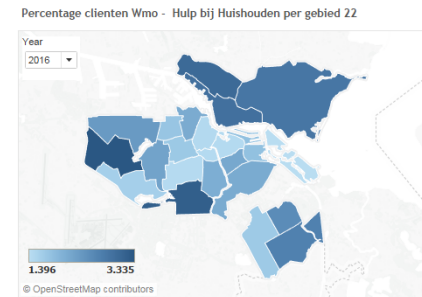 Percentage clienten Wmo - Hulp bij Huishouden per gebied 22
Year
2016
1.396 3.335
© OpenStreetMap contributors